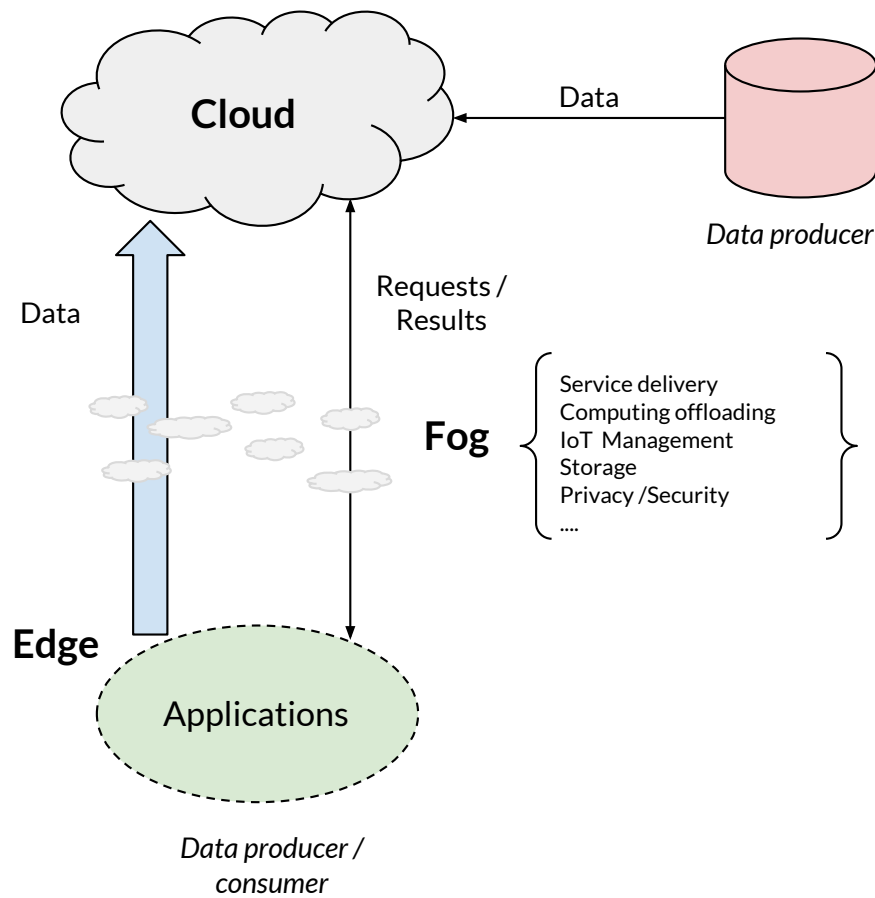 Cloud
Data
Data producer
Data
Requests /
Results
Fog
Service delivery
Computing offloading
IoT Management
Storage
Privacy /Security
....
Edge
Applications
Data producer /
consumer